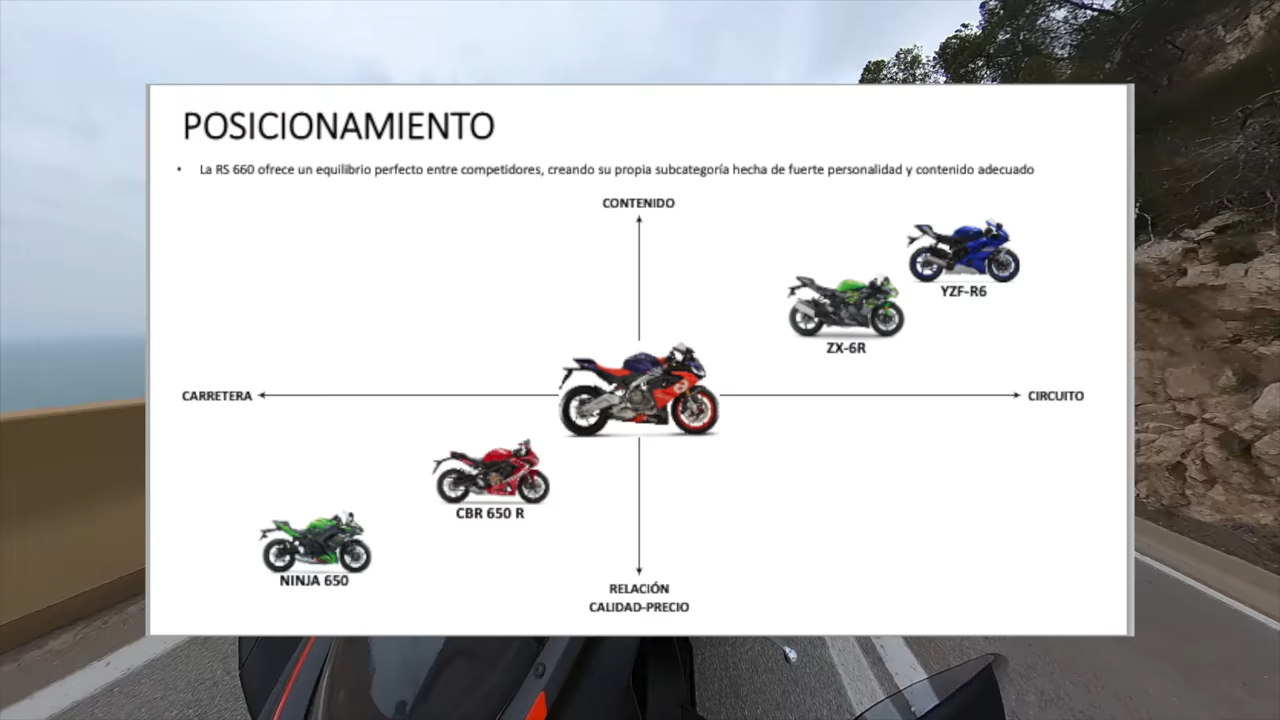 POSICIONAMIENTO
• La RS 660 ofrece un equilibrio perfecto entre competidores, creando su propia subcategoría hecha de fuerte personalidad y contenido adecuado
CONTENIDO
YZF-R6
ZX-6R
CARRETERA
CIRCUITO
CBR 650 R
NINJA 650
RELACIÓN
CALIDAD-PRECIO